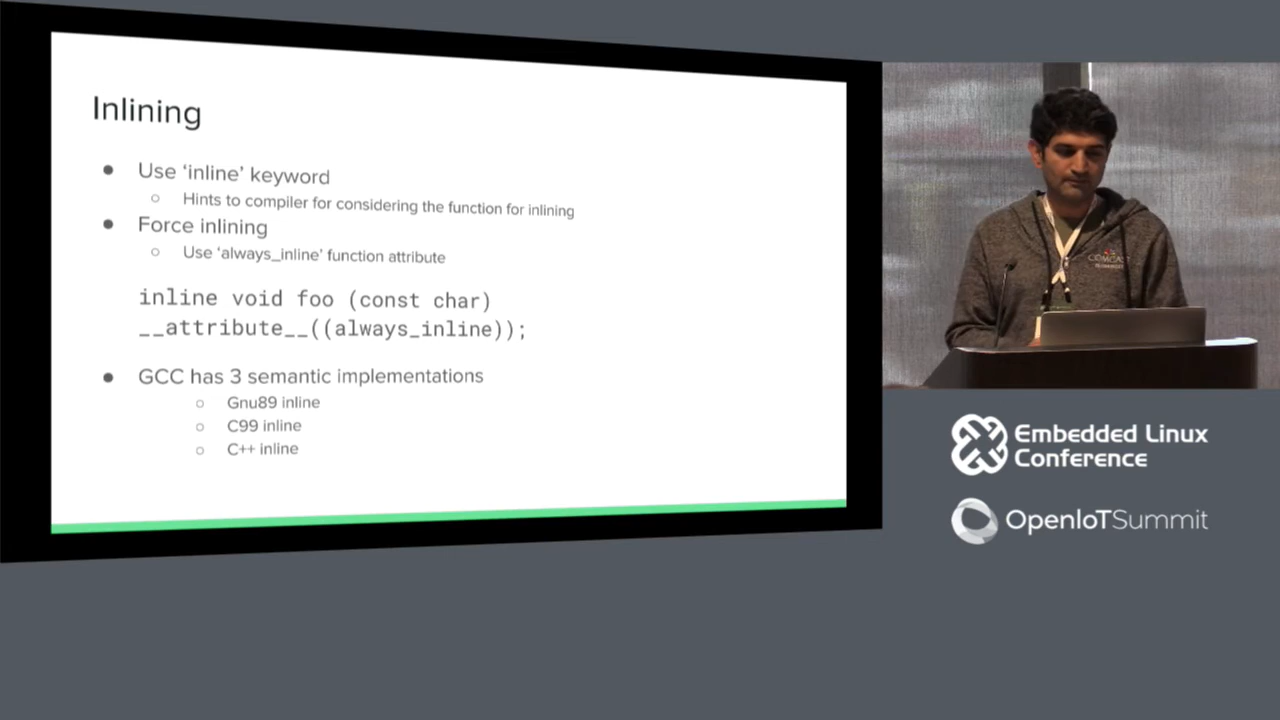 Inlining
● Use ‘inline’ keyword
○ Hints to compiler for considering the function for inlining
● Force inlining
○ Use ‘always_inline’ function attribute
inline void foo (const char)
__attribute__((always_inline));
● GCC has 3 semantic implementations
○ Gnu89 inline
○ C99 inline
○ C++ inline
COMCAST
Embedded Linux
Conference
OpenIoTSummit